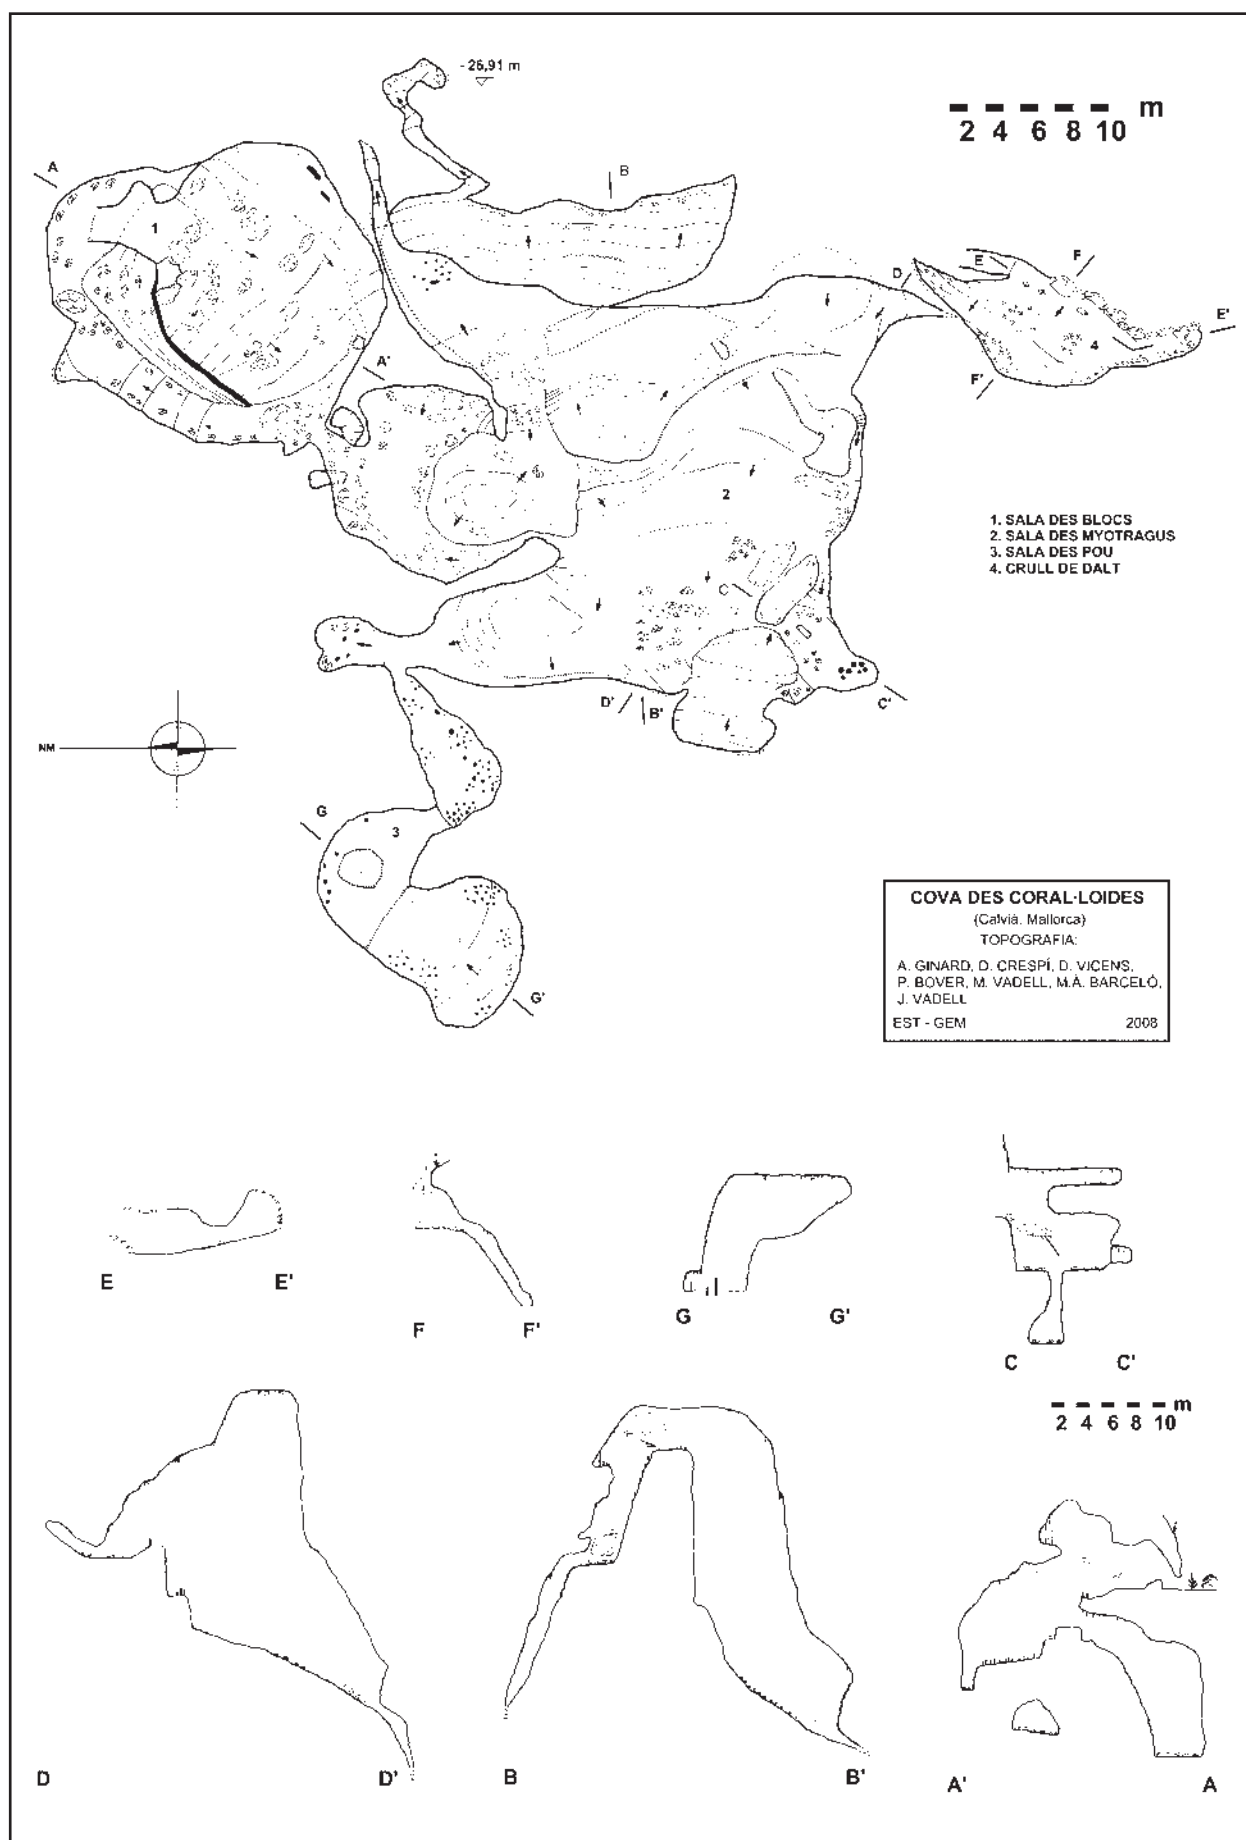 - 26,91 m
m
2 4 6 8 10
A
B
1
D
E
F
E'
4
F'
A'
2
1. SALA DES BLOCS
2. SALA DES MYOTRAGUS
3. SALA DES POU
4. CRULL DE DALT
C
D'
B'
C'
NM
G
3
G'
COVA DES CORAL·LOIDES
(Calvià. Mallorca)
TOPOGRAFIA:
A. GINARD, D. CRESPÍ, D. VICENS,
P. BOVER, M. VADELL, M.À. BARCELÓ,
J. VADELL
EST - GEM 2008
E E'
F F'
G G'
C C'
m
2 4 6 8 10
D D'
B B'
A' A